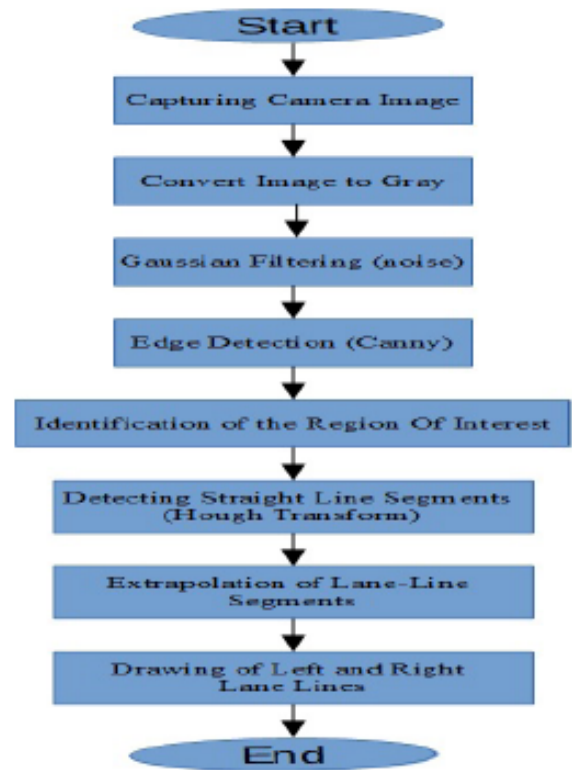 Start
Capturing Camera Image
Convert Image to Gray
Gaussian Filtering (noise)
Edge Detection (Canny)
Identification of the Region Of Interest
Detecting Straight Line Segments
(Hough Transform)
Extrapolation of Lane-Line
Segments
Drawing of Left and Right
Lane Lines
End